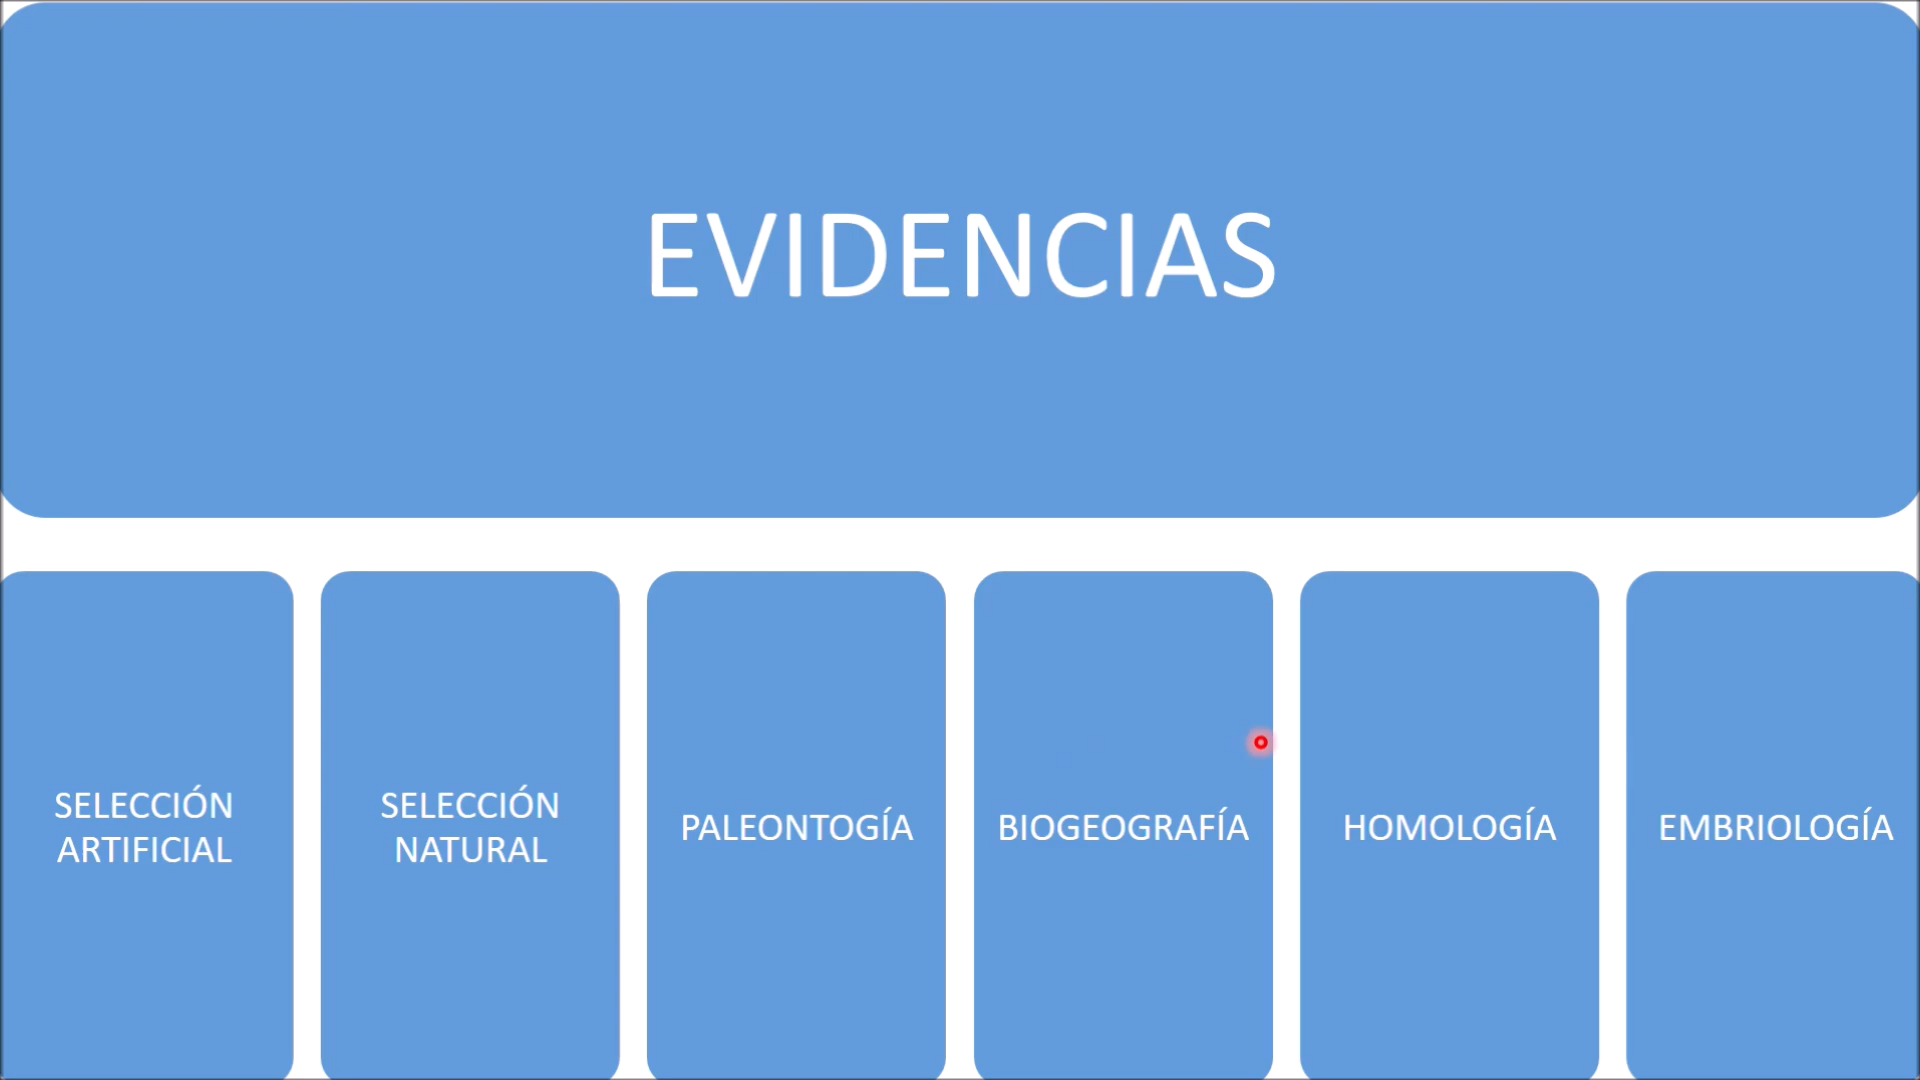 EVIDENCIAS
SELECCIÓN
ARTIFICIAL
SELECCIÓN
NATURAL
PALEONTOGÍA
BIOGEOGRAFÍA
HOMOLOGÍA
EMBRIOLOGÍA